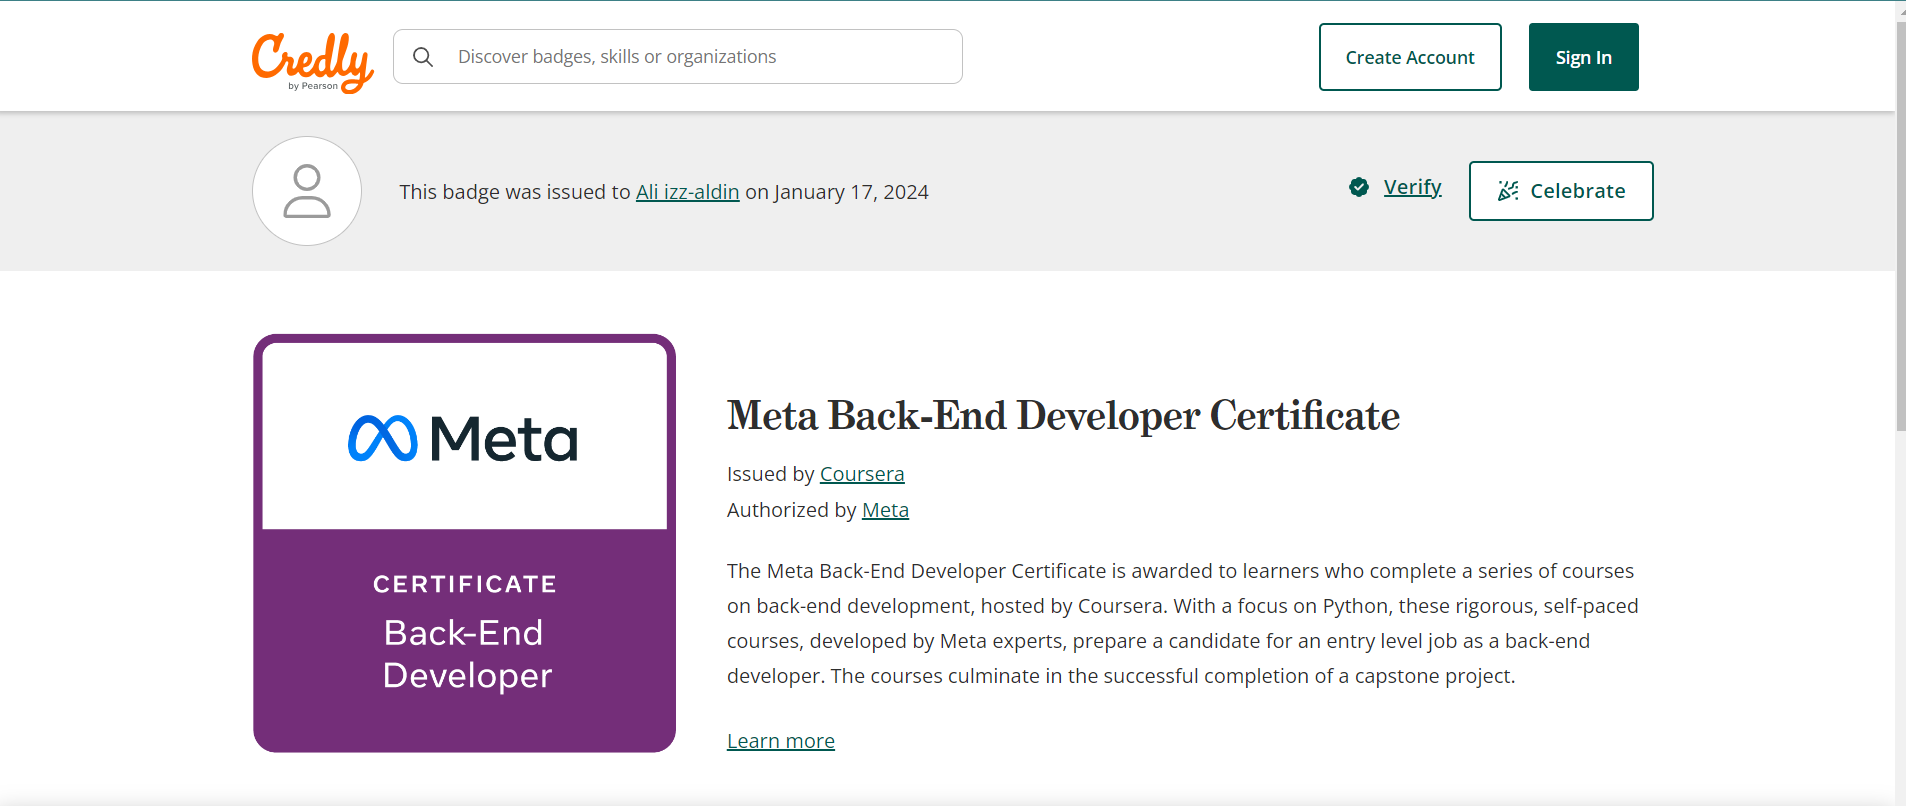 Credly
by Pearson
Discover badges, skills or organizations
Create Account
Sign In
This badge was issued to Ali izz-aldin on January 17, 2024
Verify
Celebrate
Meta
CERTIFICATE
Back-End
Developer
Meta Back-End Developer Certificate
Issued by Coursera
Authorized by Meta
The Meta Back-End Developer Certificate is awarded to learners who complete a series of courses
on back-end development, hosted by Coursera. With a focus on Python, these rigorous, self-paced
courses, developed by Meta experts, prepare a candidate for an entry level job as a back-end
developer. The courses culminate in the successful completion of a capstone project.
Learn more